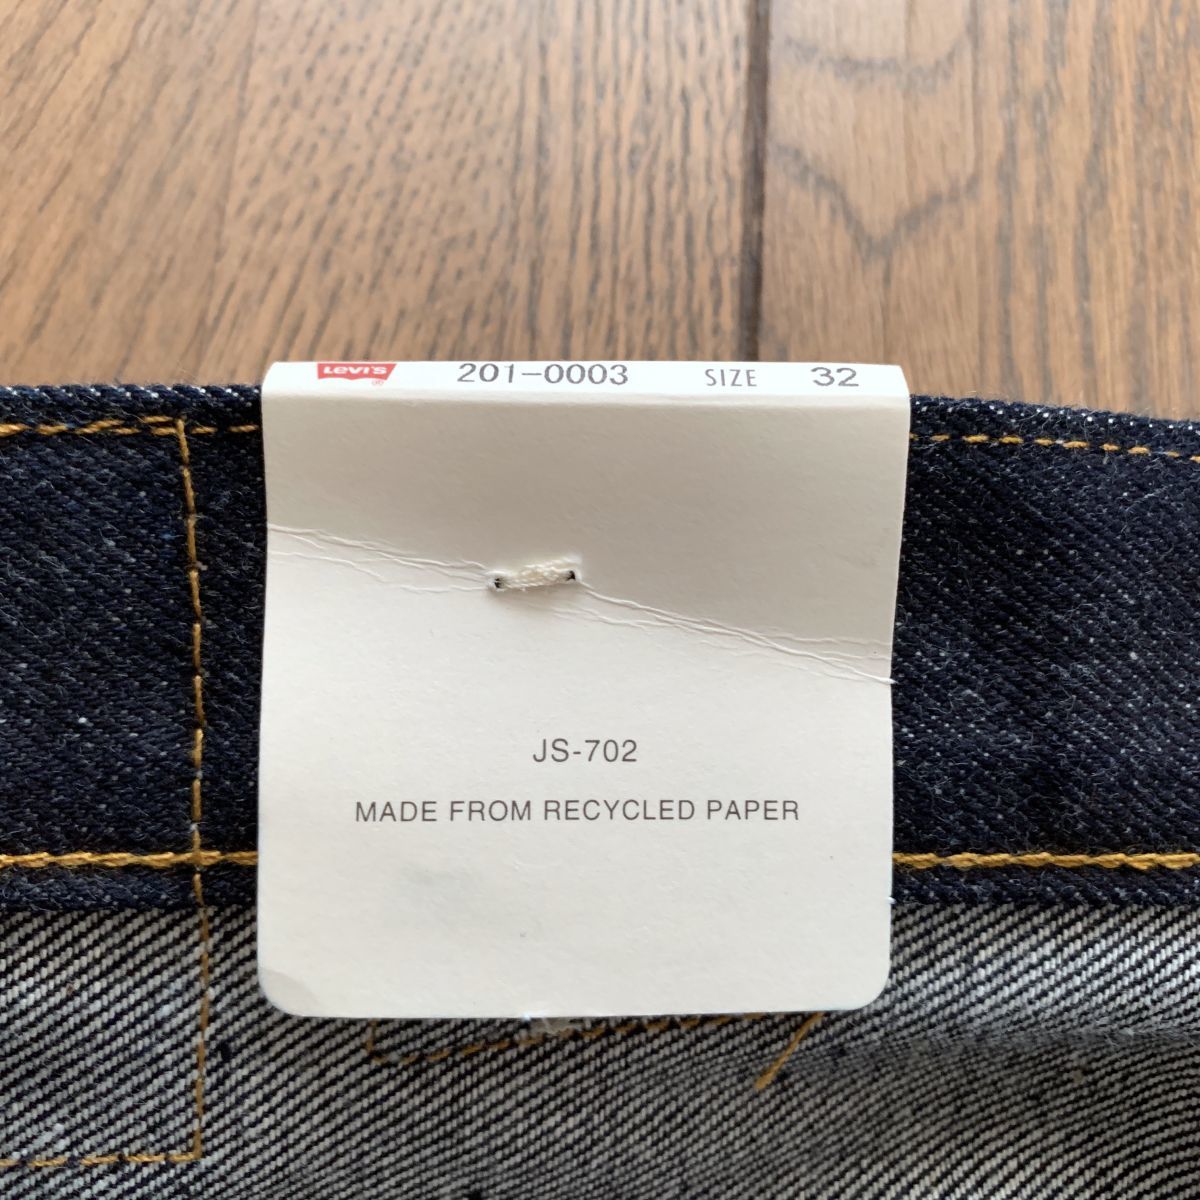 LEVI'S ® 201-0003 SIZE 32
JS-702
MADE FROM RECYCLED PAPER